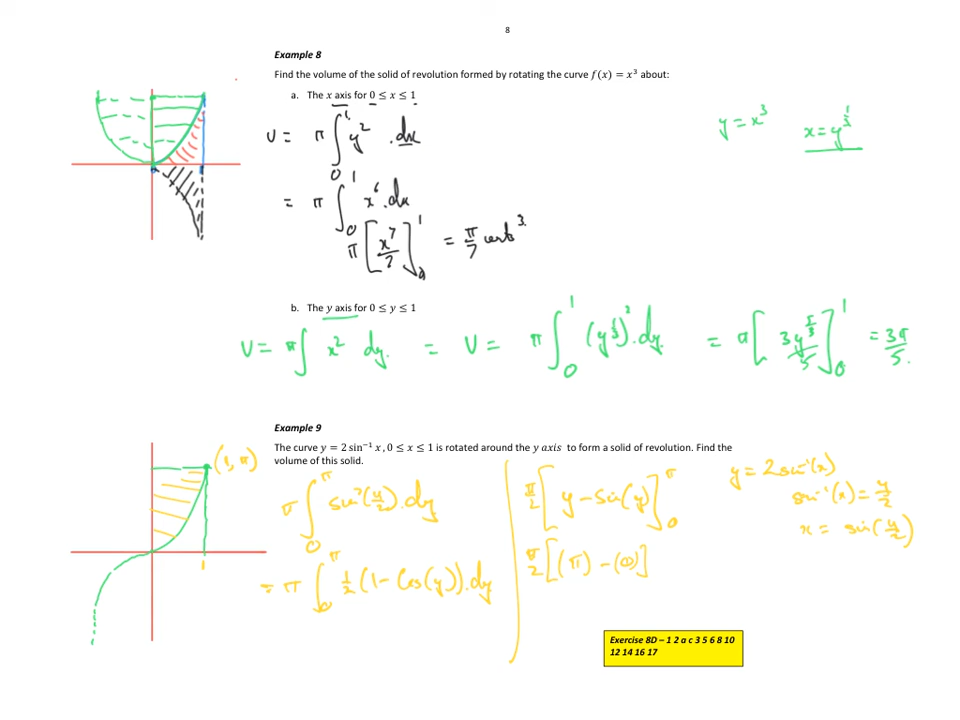 8
Example 8
Find the volume of the solid of revolution formed by rotating the curve f(x) = x³ about:
a. The x axis for 0 ≤ x ≤ 1
V = π ∫₀¹ y² . dx
= π ∫₀¹ x⁶ . dx
π [x⁷/7]₀¹ = π/7 units³
y = x³
x = y^(1/3)
b. The y axis for 0 ≤ y ≤ 1
V = π ∫ x² dy. = V = π ∫₀¹ (y^(1/3))² . dy. = π [3y^(5/3)/5]₀¹ = 3π/5.
Example 9
The curve y = 2 sin⁻¹ x, 0 ≤ x ≤ 1 is rotated around the y axis to form a solid of revolution. Find the
volume of this solid.
(1, π)
1
π ∫₀^π sin²(y/2) . dy
= π ∫₀^π ½(1 - Cos(y)) . dy
π/2 [y - sin(y)]₀^π
π/2 [(π) - (0)]
y = 2sin⁻¹(x)
sin⁻¹(x) = y/2
x = sin(y/2)
Exercise 8D – 1 2 a c 3 5 6 8 10
12 14 16 17